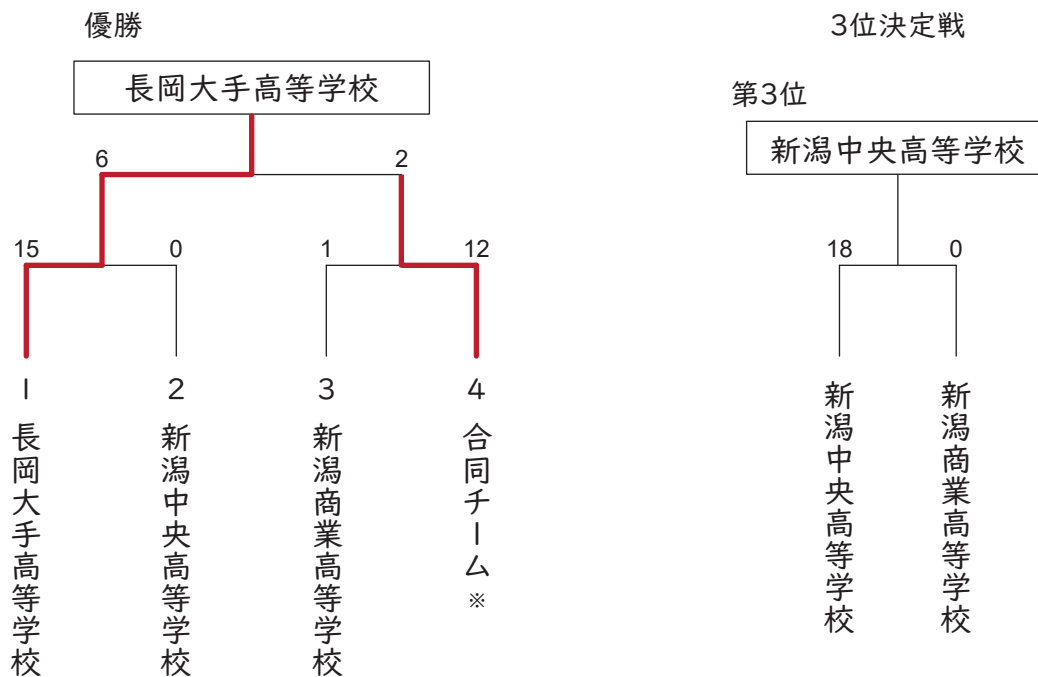 優勝
長岡大手高等学校
6 2
15 0 1 12
1 2 3 4
長岡大手高等学校
新潟中央高等学校
新潟商業高等学校
合同チーム※
3位決定戦
第3位
新潟中央高等学校
18 0
新潟中央高等学校
新潟商業高等学校